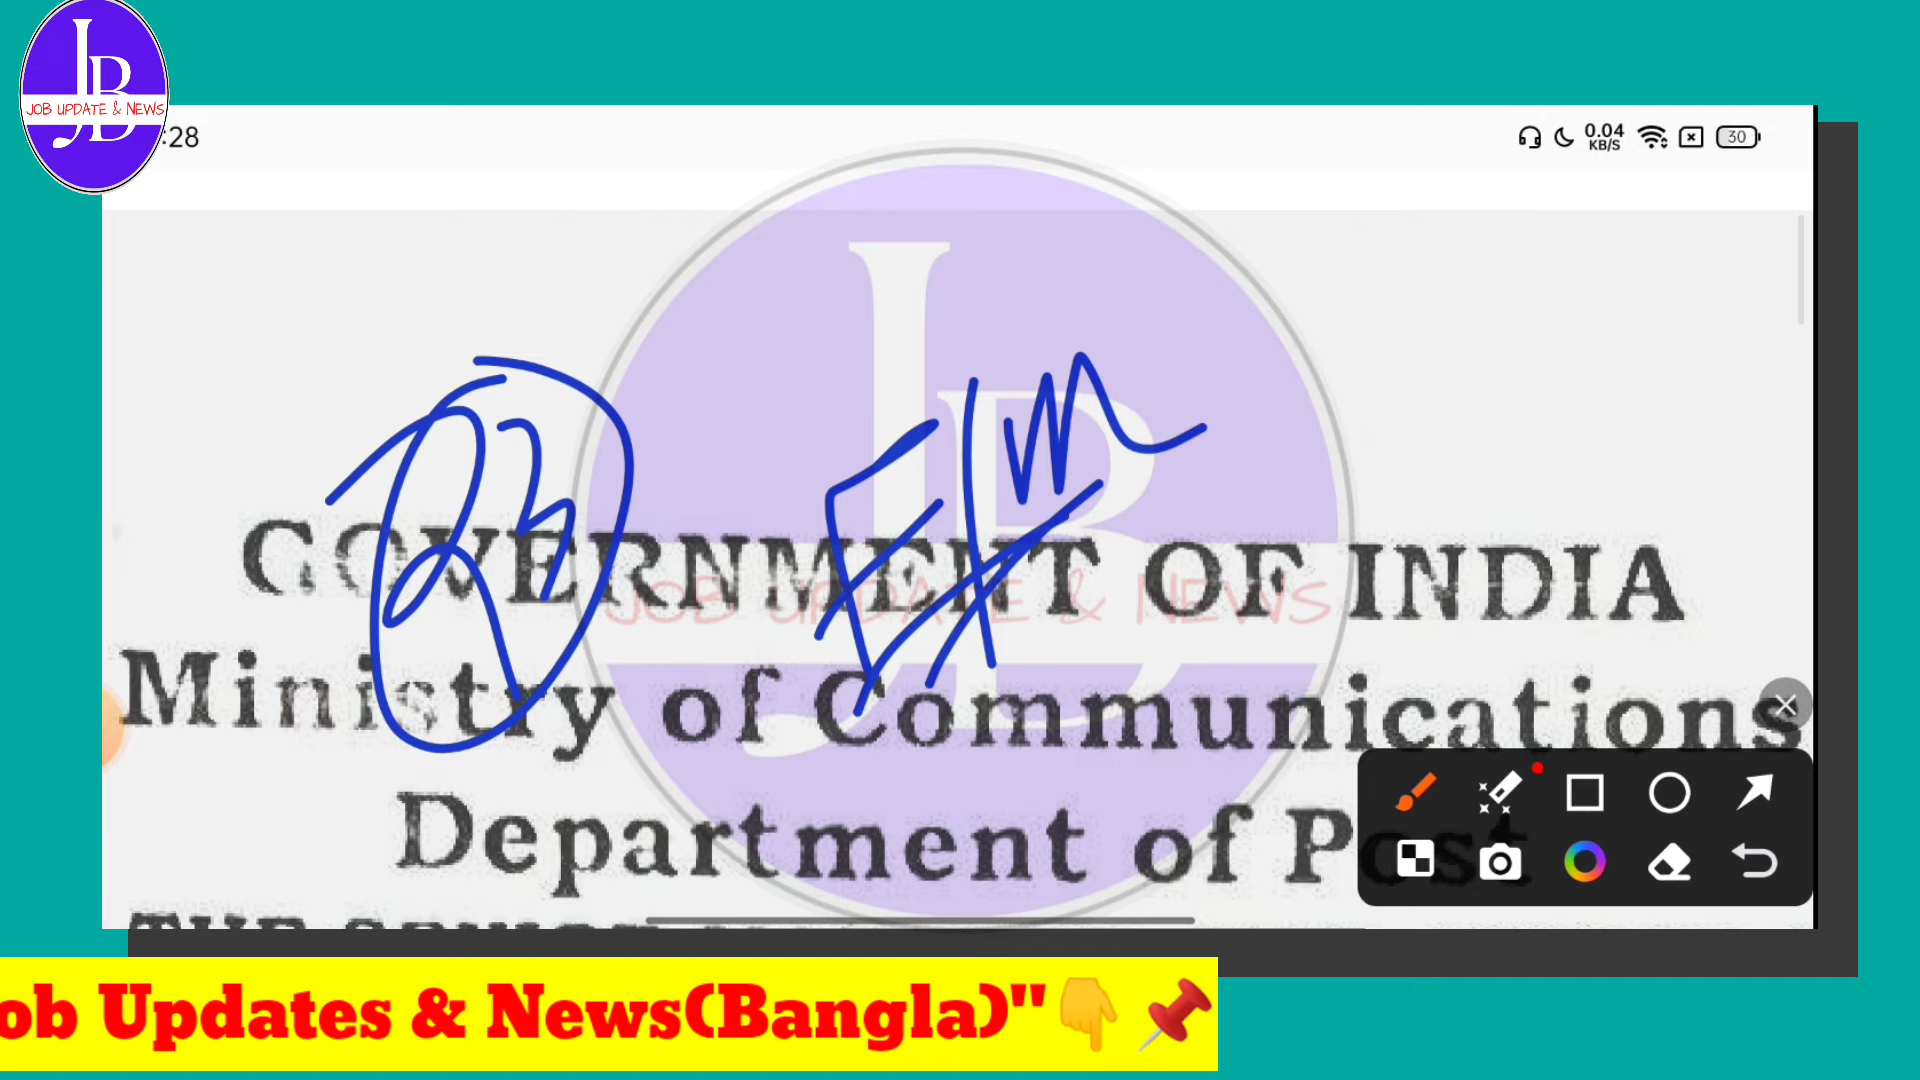 JB
JOB UPDATE & NEWS
:28
0.04
KB/S
30
23
GOVERNMENT OF INDIA
JOB UPDATE & NEWS
Ministry of Communications
Department of Post
ob Updates & News(Bangla)"👇📌